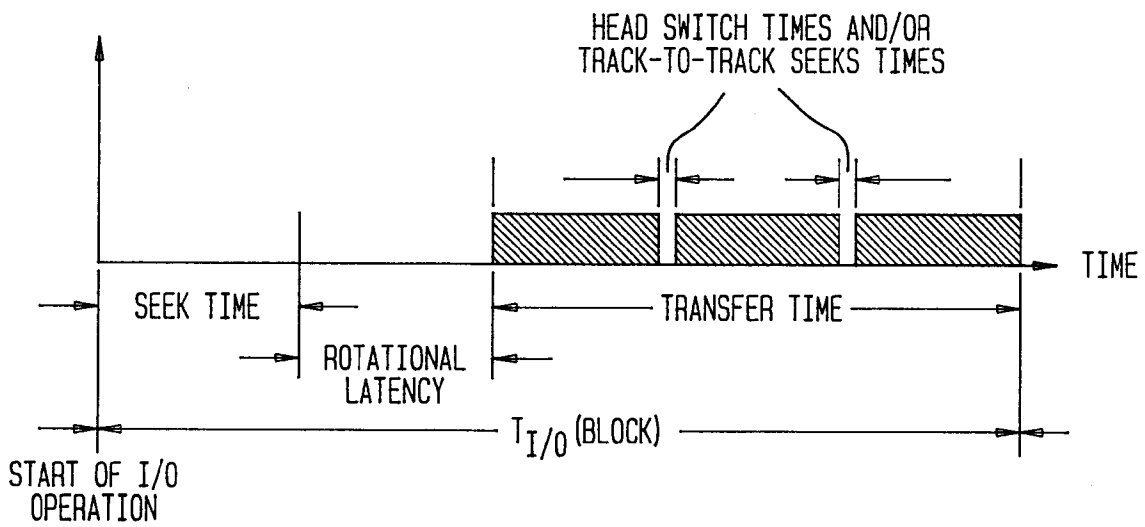 HEAD SWITCH TIMES AND/OR
TRACK-TO-TRACK SEEKS TIMES
TIME
SEEK TIME
TRANSFER TIME
ROTATIONAL
LATENCY
T_I/O (BLOCK)
START OF I/O
OPERATION